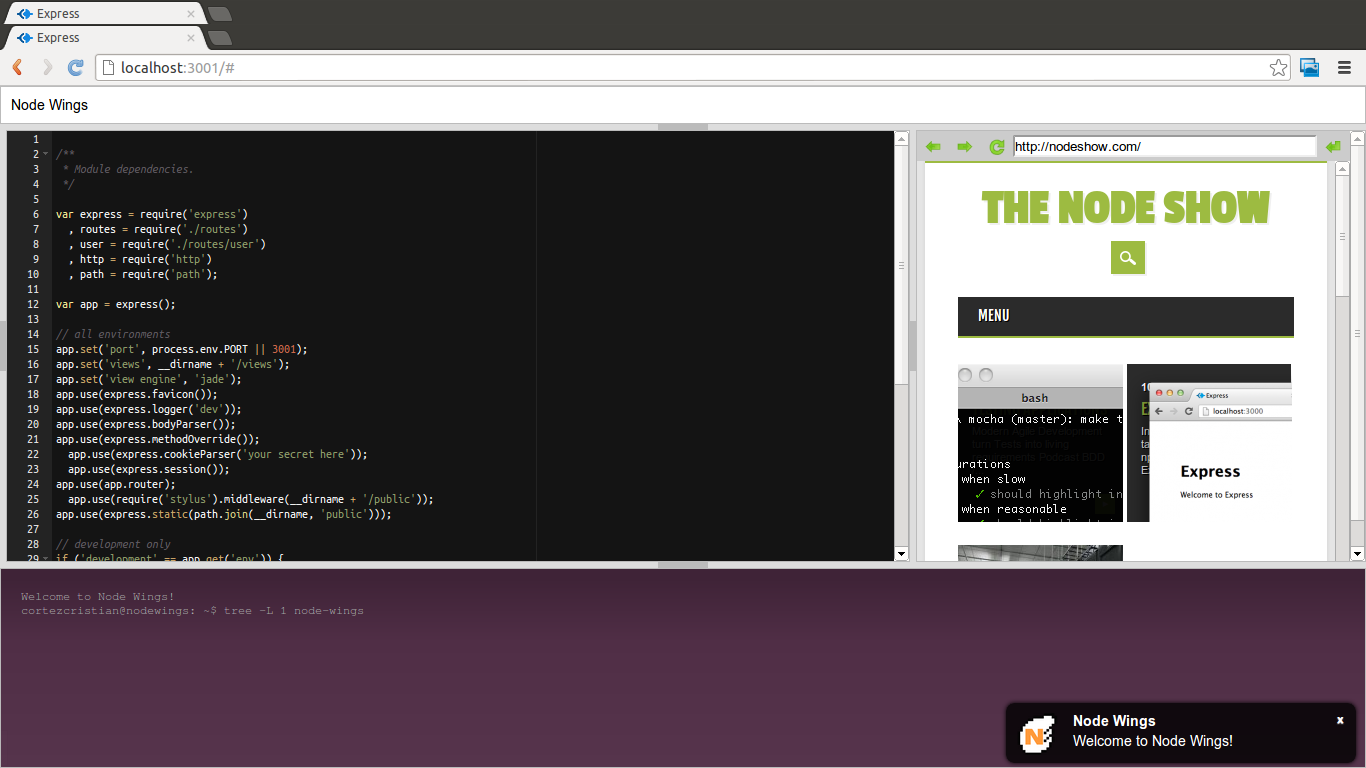 Express
Express
localhost:3001/#
Node Wings
1
2 /**
3  * Module dependencies.
4  */
5
6 var express = require('express')
7   , routes = require('./routes')
8   , user = require('./routes/user')
9   , http = require('http')
10   , path = require('path');
11
12 var app = express();
13
14 // all environments
15 app.set('port', process.env.PORT || 3001);
16 app.set('views', __dirname + '/views');
17 app.set('view engine', 'jade');
18 app.use(express.favicon());
19 app.use(express.logger('dev'));
20 app.use(express.bodyParser());
21 app.use(express.methodOverride());
22   app.use(express.cookieParser('your secret here'));
23   app.use(express.session());
24 app.use(app.router);
25   app.use(require('stylus').middleware(__dirname + '/public'));
26 app.use(express.static(path.join(__dirname, 'public')));
27
28 // development only
29 if ('development' == app.get('env')) {
http://nodeshow.com/
THE NODE SHOW
MENU
bash
mocha (master): make t
urations
when slow
✓ should highlight in
when reasonable
✓ should highlight i
Express
localhost:3000
Express
Welcome to Express
Welcome to Node Wings!
cortezcristian@nodewings: ~$ tree -L 1 node-wings
Node Wings
x
Welcome to Node Wings!